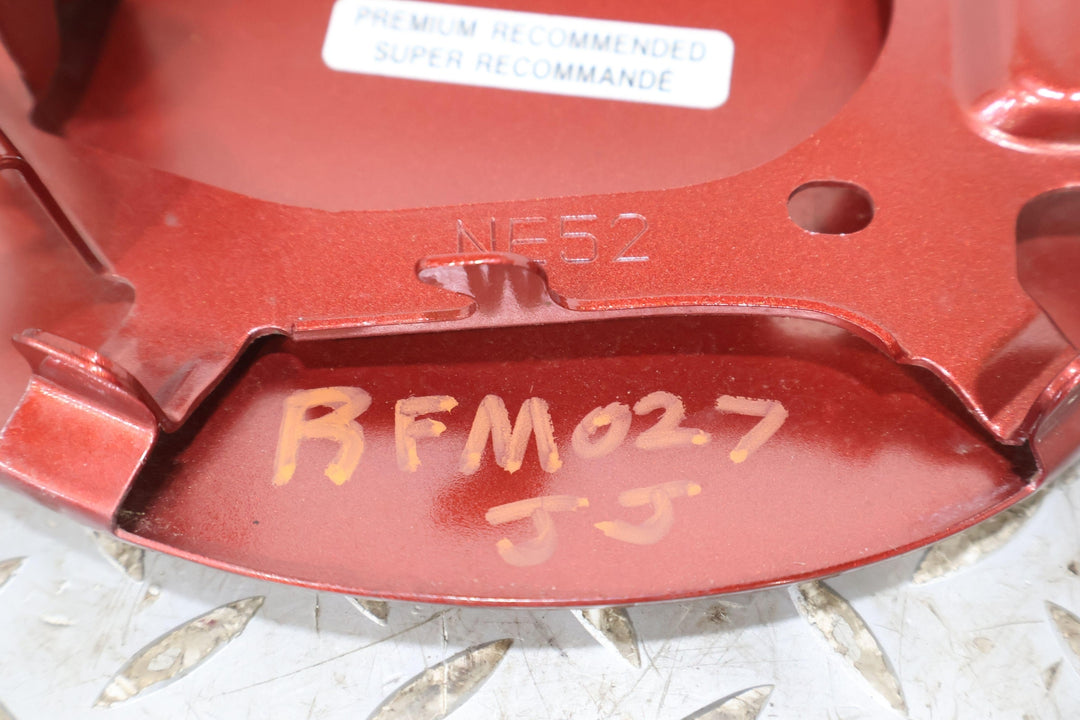 PREMIUM RECOMMENDED
SUPER RECOMMANDÉ
NE52
RFM027
JJ